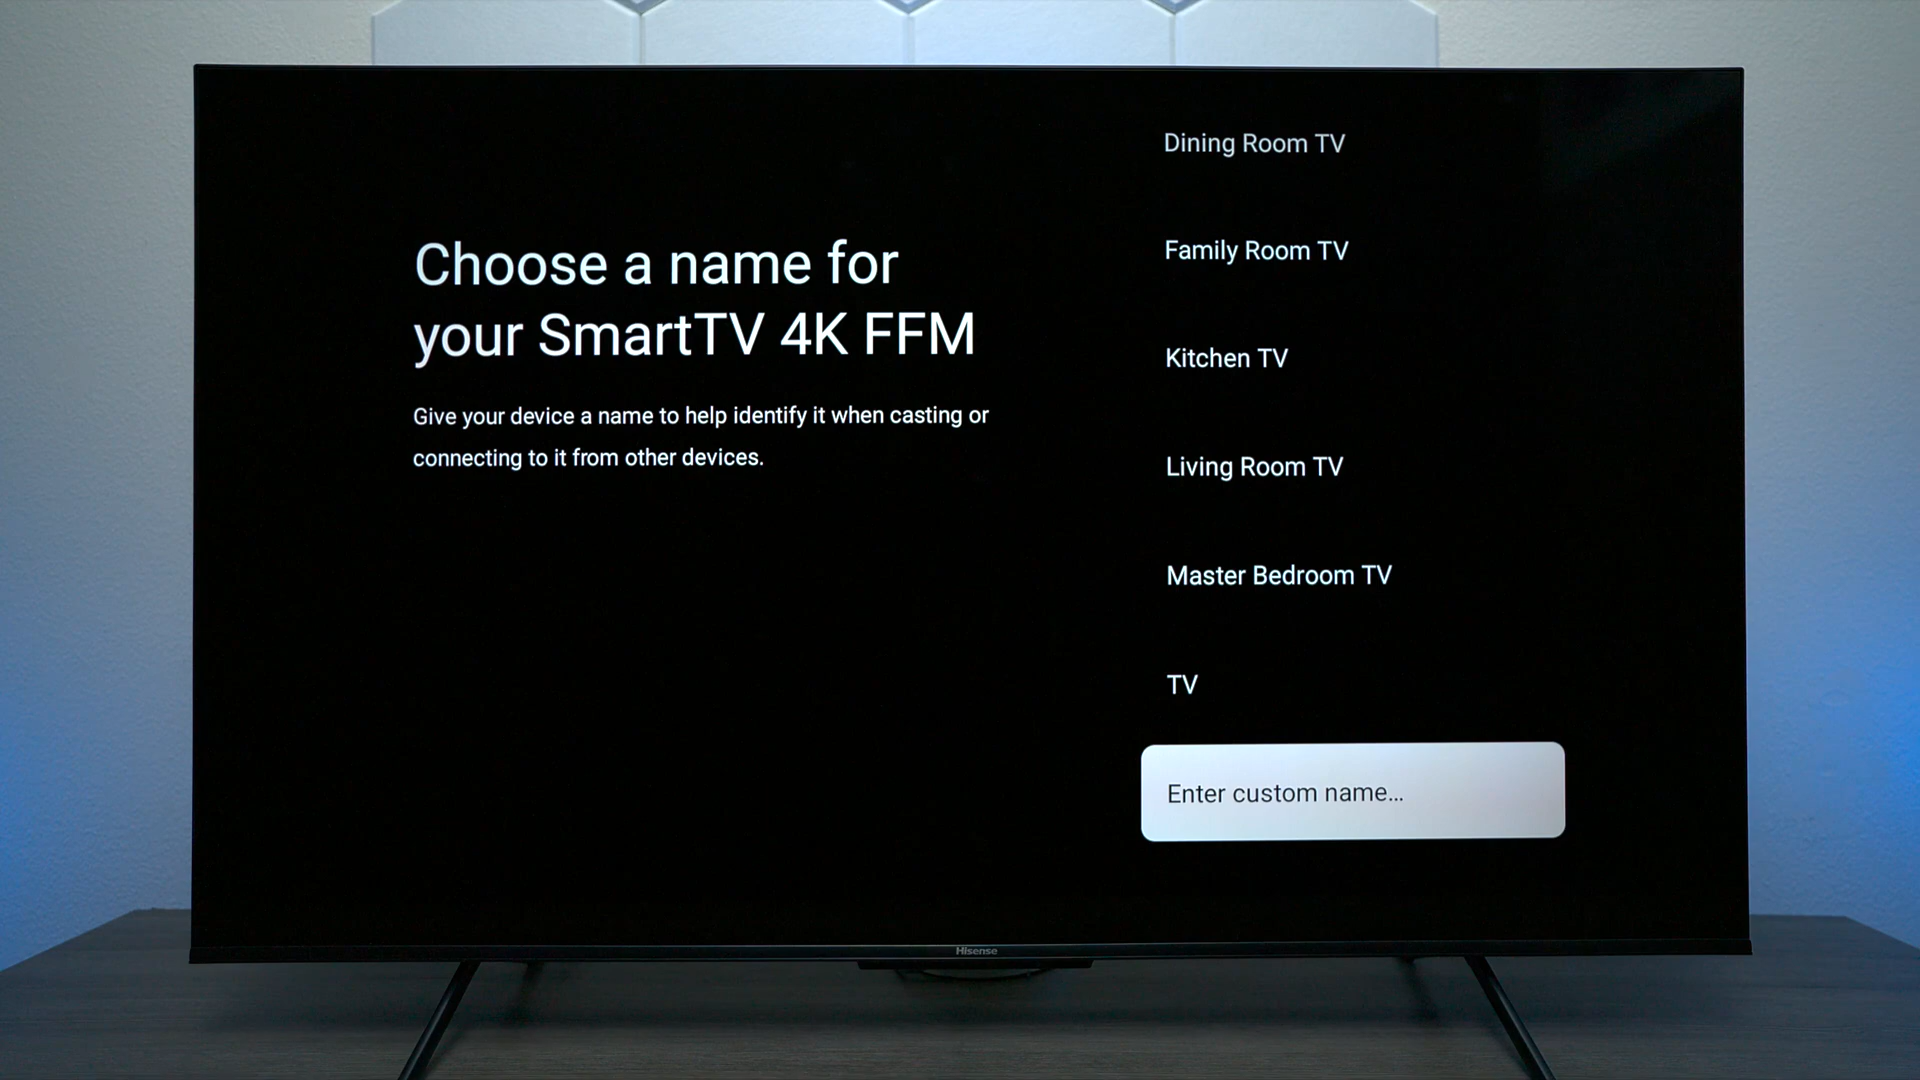 Choose a name for
your SmartTV 4K FFM
Give your device a name to help identify it when casting or
connecting to it from other devices.
Dining Room TV
Family Room TV
Kitchen TV
Living Room TV
Master Bedroom TV
TV
Enter custom name...
Hisense